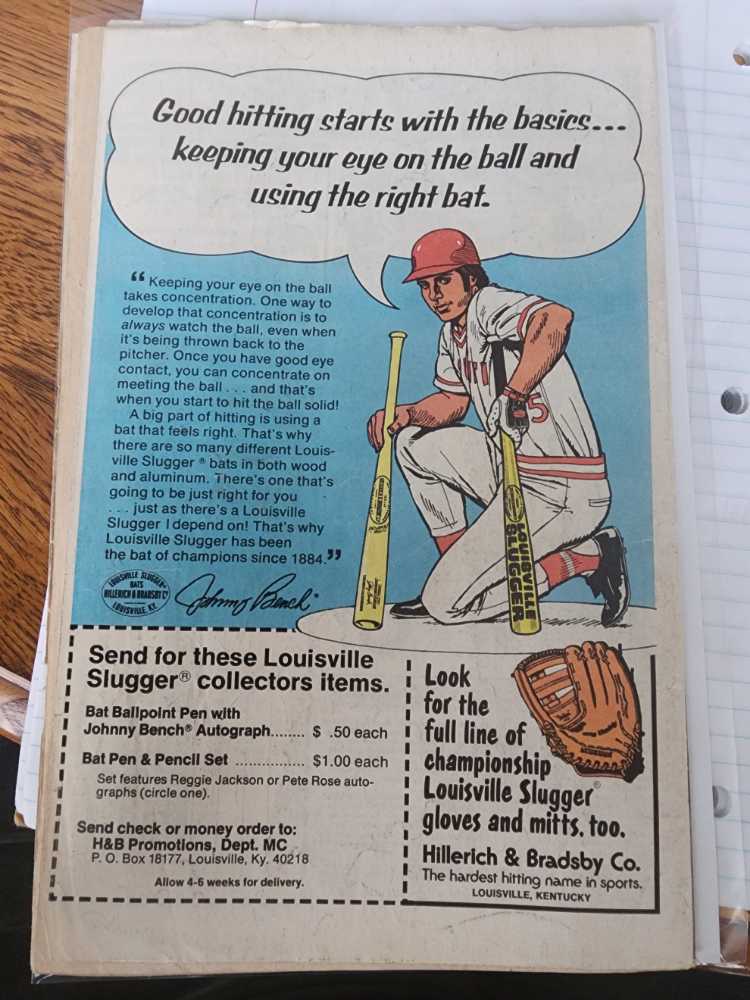 Good hitting starts with the basics...
keeping your eye on the ball and
using the right bat.
“ Keeping your eye on the ball
takes concentration. One way to
develop that concentration is to
always watch the ball, even when
it's being thrown back to the
pitcher. Once you have good eye
contact, you can concentrate on
meeting the ball . . . and that's
when you start to hit the ball solid!
A big part of hitting is using a
bat that feels right. That's why
there are so many different Louis-
ville Slugger ® bats in both wood
and aluminum. There's one that's
going to be just right for you
. . . just as there's a Louisville
Slugger I depend on! That's why
Louisville Slugger has been
the bat of champions since 1884.”
LOUISVILLE SLUGGER
BATS
HILLERICH & BRADSBY Co
LOUISVILLE, KY.
Johnny Bench
5
LOUISVILLE
SLUGGER
Send for these Louisville
Slugger® collectors items.
Bat Ballpoint Pen with
Johnny Bench® Autograph........ $ .50 each
Bat Pen & Pencil Set ............... $1.00 each
Set features Reggie Jackson or Pete Rose auto-
graphs (circle one).
Send check or money order to:
H&B Promotions, Dept. MC
P. O. Box 18177, Louisville, Ky. 40218
Allow 4-6 weeks for delivery.
Look
for the
full line of
championship
Louisville Slugger®
gloves and mitts, too.
Hillerich & Bradsby Co.
The hardest hitting name in sports.
LOUISVILLE, KENTUCKY